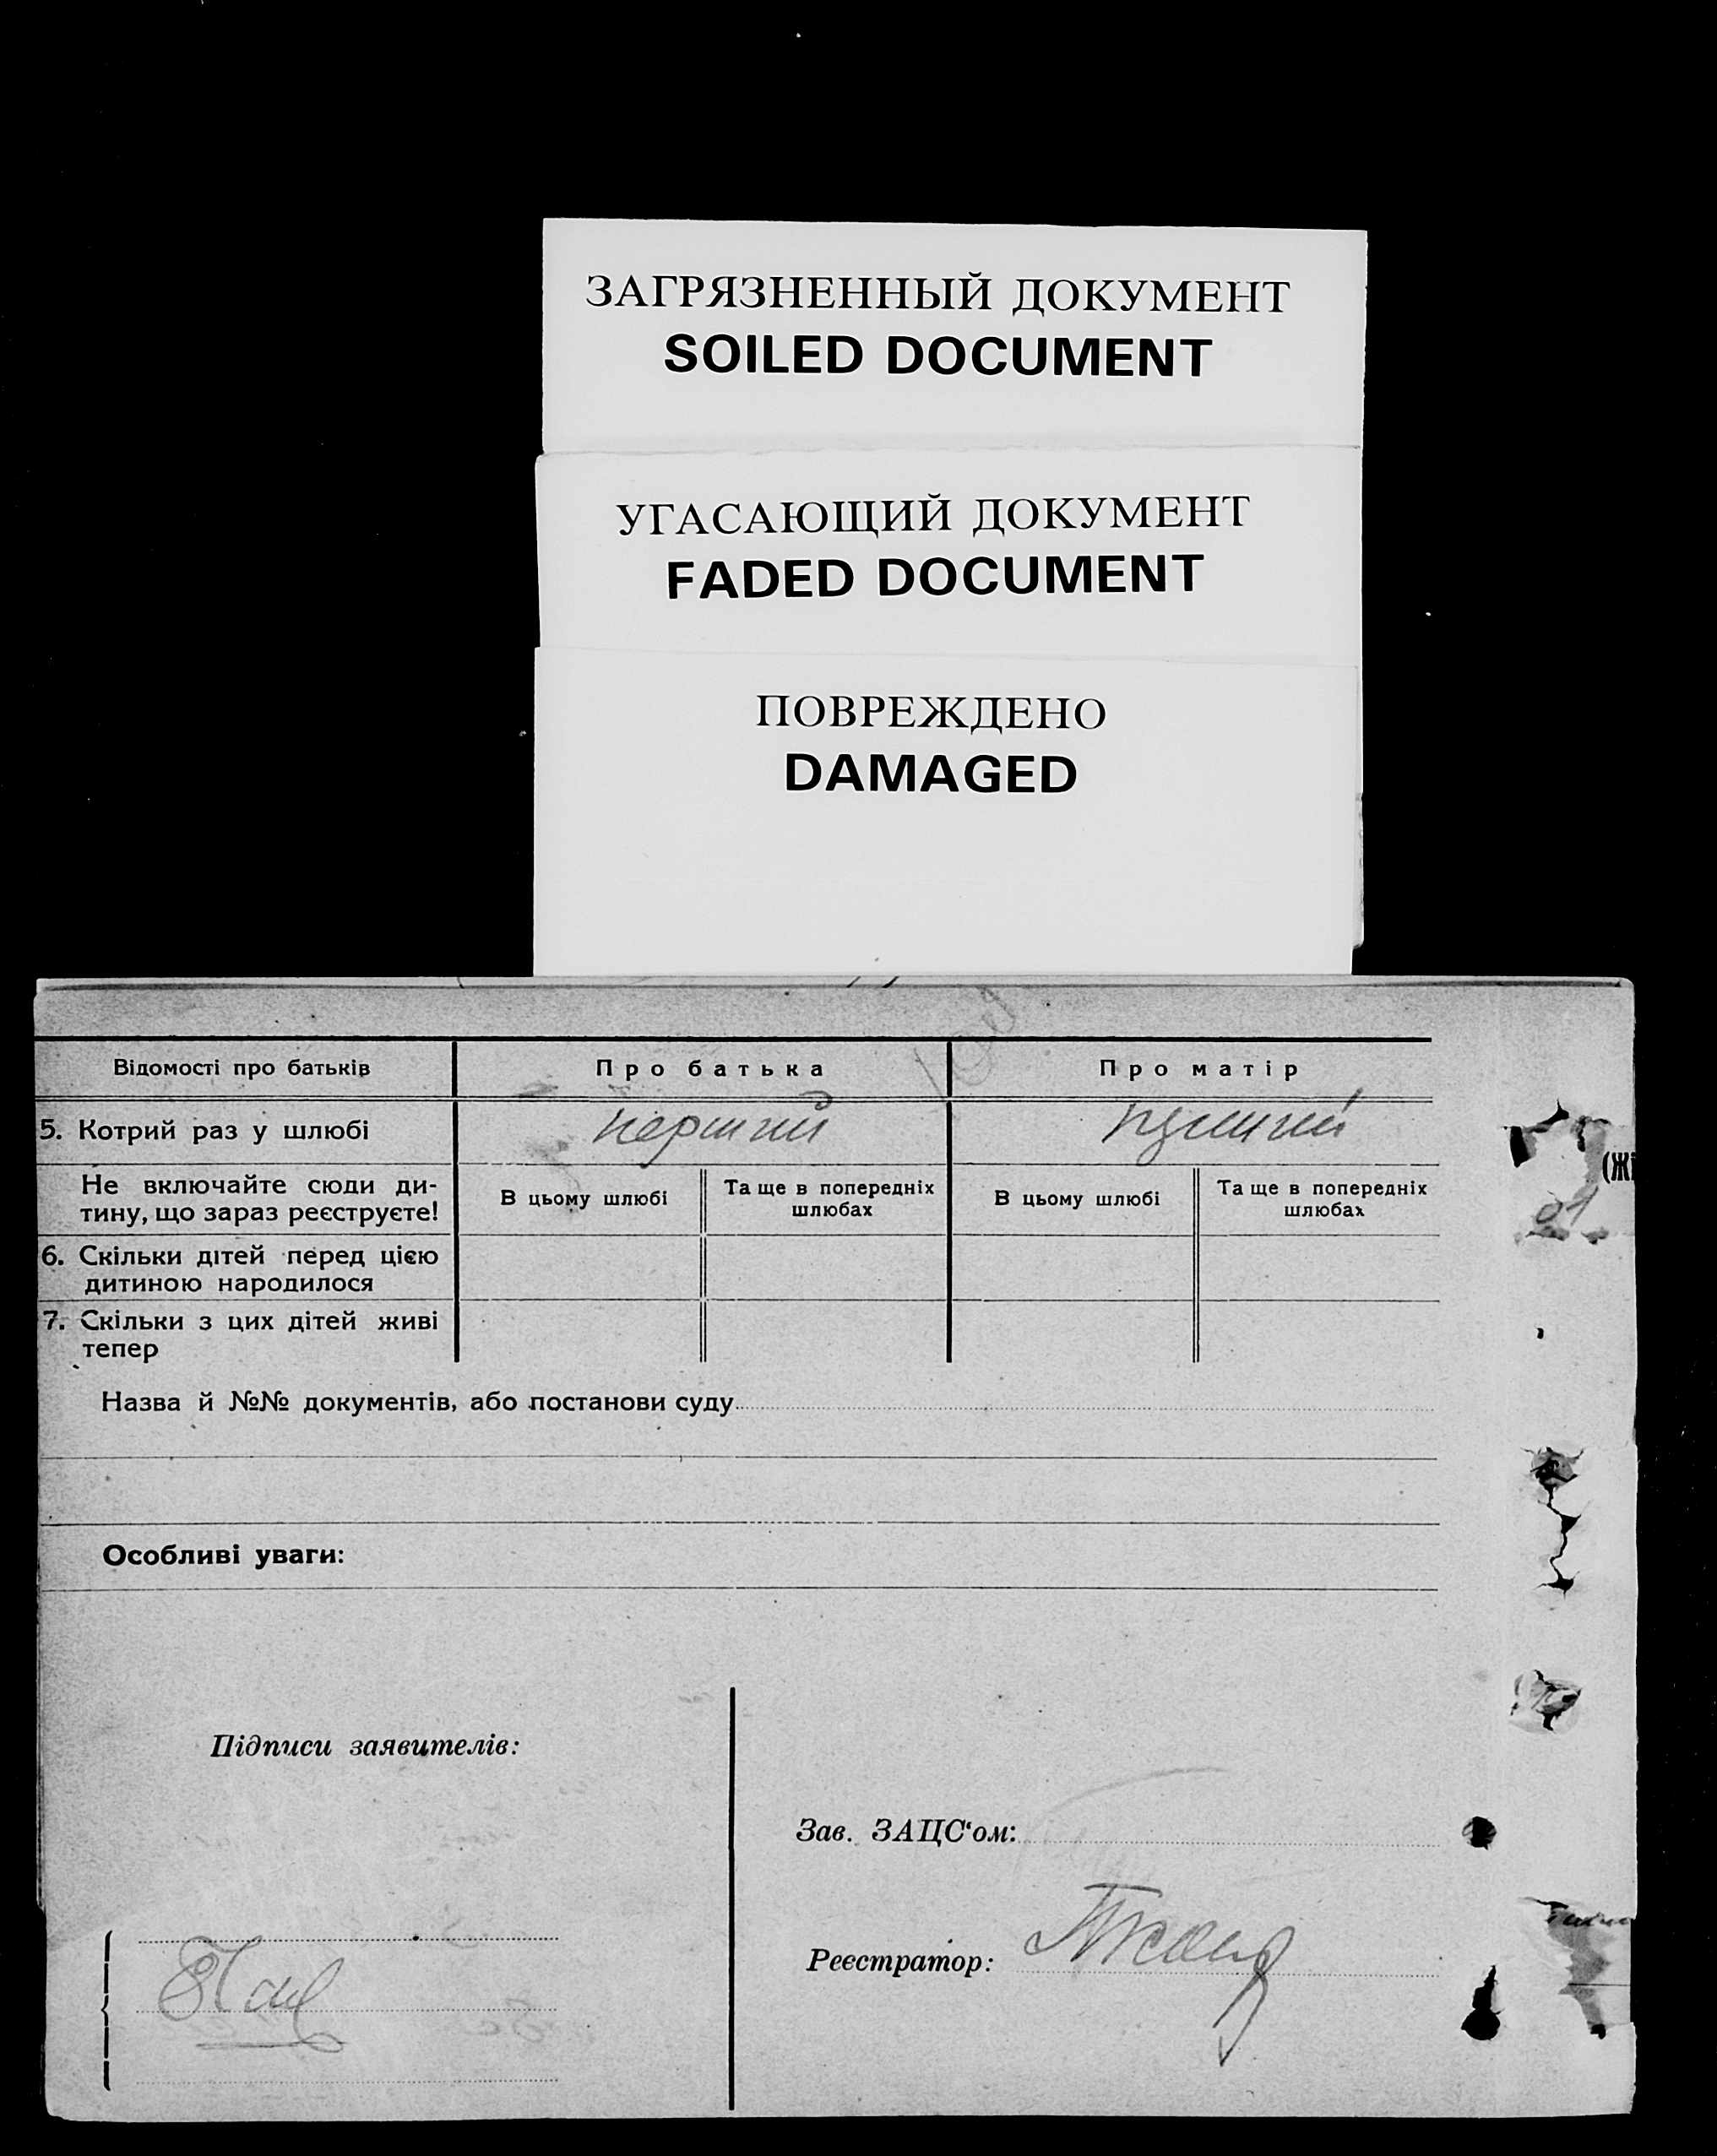 ЗАГРЯЗНЕННЫЙ ДОКУМЕНТ
SOILED DOCUMENT
УГАСАЮЩИЙ ДОКУМЕНТ
FADED DOCUMENT
ПОВРЕЖДЕНО
DAMAGED
Відомості про батьків
Про батька
Про матір
5. Котрий раз у шлюбі
перший
Не включайте сюди ди-
тину, що зараз реєструєте!
В цьому шлюбі
Та ще в попередніх
шлюбах
В цьому шлюбі
Та ще в попередніх
шлюбах
6. Скільки дітей перед цією
дитиною народилося
7. Скільки з цих дітей живі
тепер
Назва й №№ документів, або постанови суду
Особливі уваги:
Підписи заявителів:
Зав. ЗАЦС‘ом:
Реєстратор: